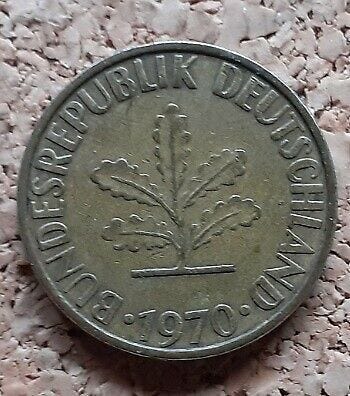 BUNDESREPUBLIK DEUTSCHLAND
· 1970 ·